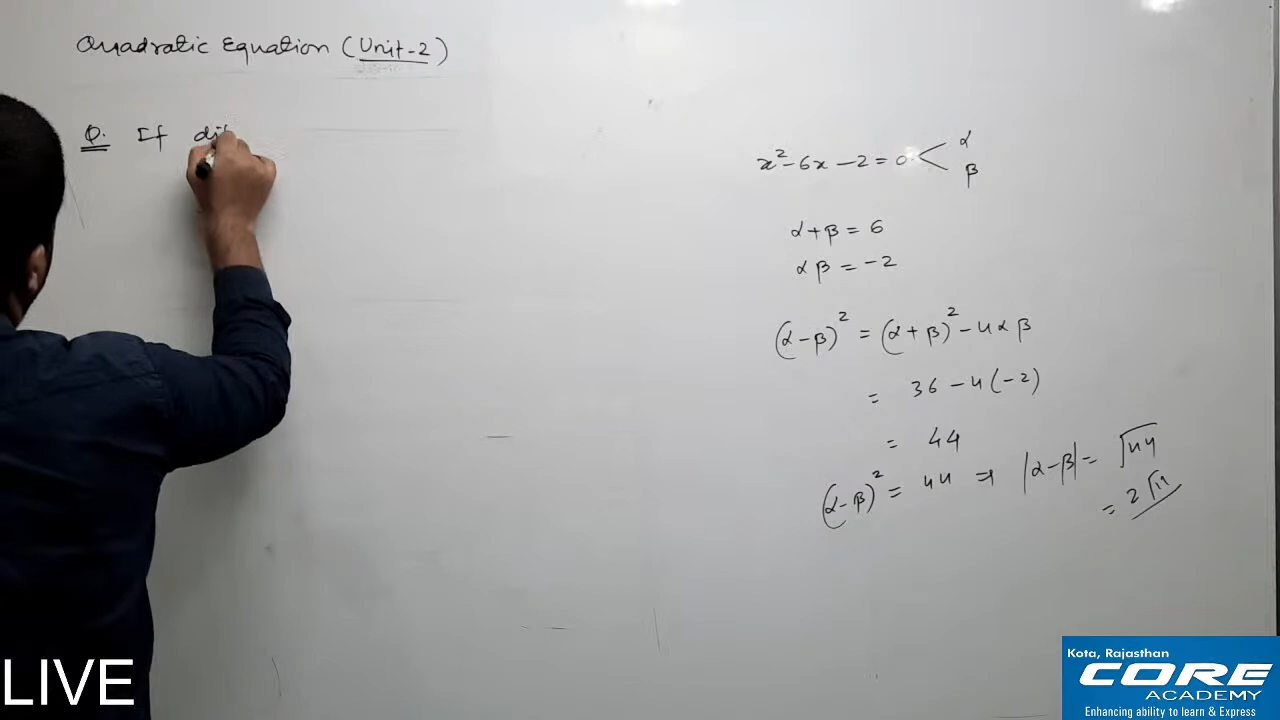 Quadratic Equation (Unit-2)
Q. If dif
x²-6x-2=0 < α
β
α+β=6
αβ=-2
(α-β)²=(α+β)²-4αβ
= 36-4(-2)
= 44
(α-β)²= 44 ⇒ |α-β|= √44
= 2√11
LIVE
Kota, Rajasthan
CORE
ACADEMY
Enhancing ability to learn & Express